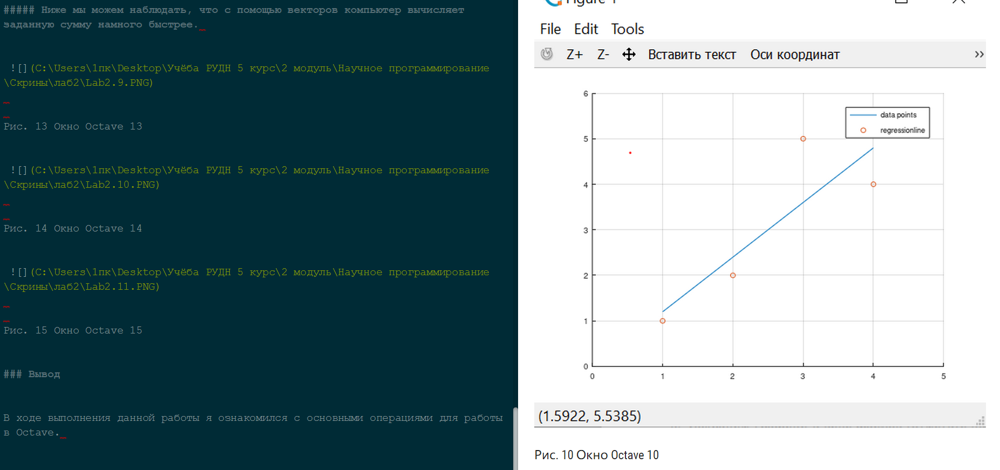 ##### Ниже мы можем наблюдать, что с помощью векторов компьютер вычисляет
заданную сумму намного быстрее.
![](C:\Users\1пк\Desktop\Учёба РУДН 5 курс\2 модуль\Научное программирование
\Скрины\лаб2\Lab2.9.PNG)
Рис. 13 Окно Octave 13
![](C:\Users\1пк\Desktop\Учёба РУДН 5 курс\2 модуль\Научное программирование
\Скрины\лаб2\Lab2.10.PNG)
Рис. 14 Окно Octave 14
![](C:\Users\1пк\Desktop\Учёба РУДН 5 курс\2 модуль\Научное программирование
\Скрины\лаб2\Lab2.11.PNG)
Рис. 15 Окно Octave 15
### Вывод
В ходе выполнения данной работы я ознакомился с основными операциями для работы
в Octave.
Figure 1
File Edit Tools
Z+ Z- Вставить текст Оси координат »
6
5
4
3
2
1
0
data points
regressionline
0 1 2 3 4 5
(1.5922, 5.5385)
Рис. 10 Окно Octave 10